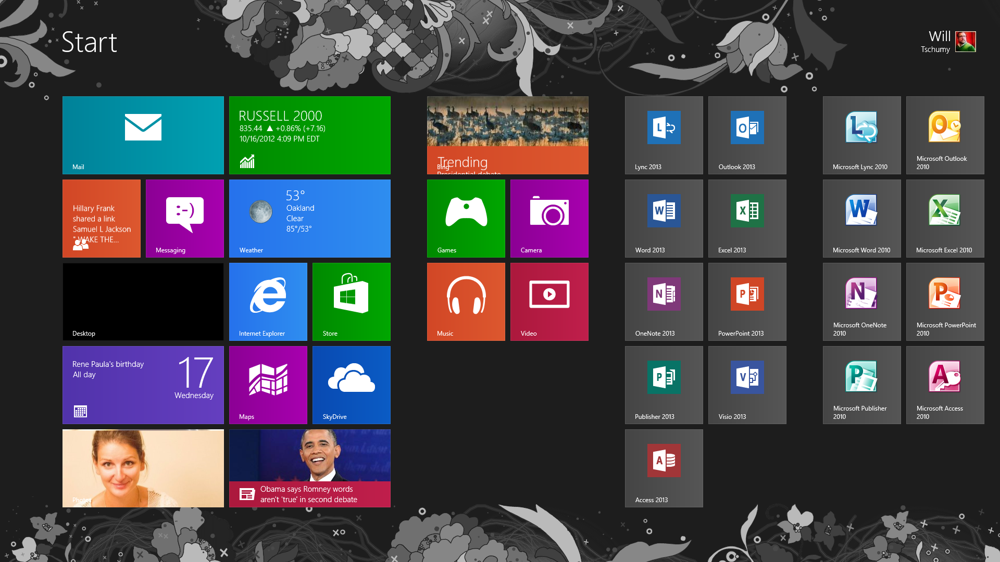 Start
Will
Tschumy
Mail
RUSSELL 2000
835.44 ▲ +0.86% (+7.16)
10/16/2012 4:09 PM EDT
Hillary Frank
shared a link
Samuel L Jackson
" WAKE THE...
:-)
Messaging
53°
Oakland
Clear
85°/53°
Weather
Desktop
Internet Explorer
Store
Rene Paula's birthday
All day
17
Wednesday
Maps
SkyDrive
Photos
Obama says Romney words
aren't 'true' in second debate
Trending
Bing
Presidential debate
Games
Camera
Music
Video
L
Lync 2013
O
Outlook 2013
W
Word 2013
X
Excel 2013
N
OneNote 2013
P
PowerPoint 2013
P
Publisher 2013
V
Visio 2013
A
Access 2013
L
Microsoft Lync 2010
O
Microsoft Outlook
2010
W
Microsoft Word 2010
X
Microsoft Excel 2010
N
Microsoft OneNote
2010
P
Microsoft PowerPoint
2010
P
Microsoft Publisher
2010
A
Microsoft Access
2010